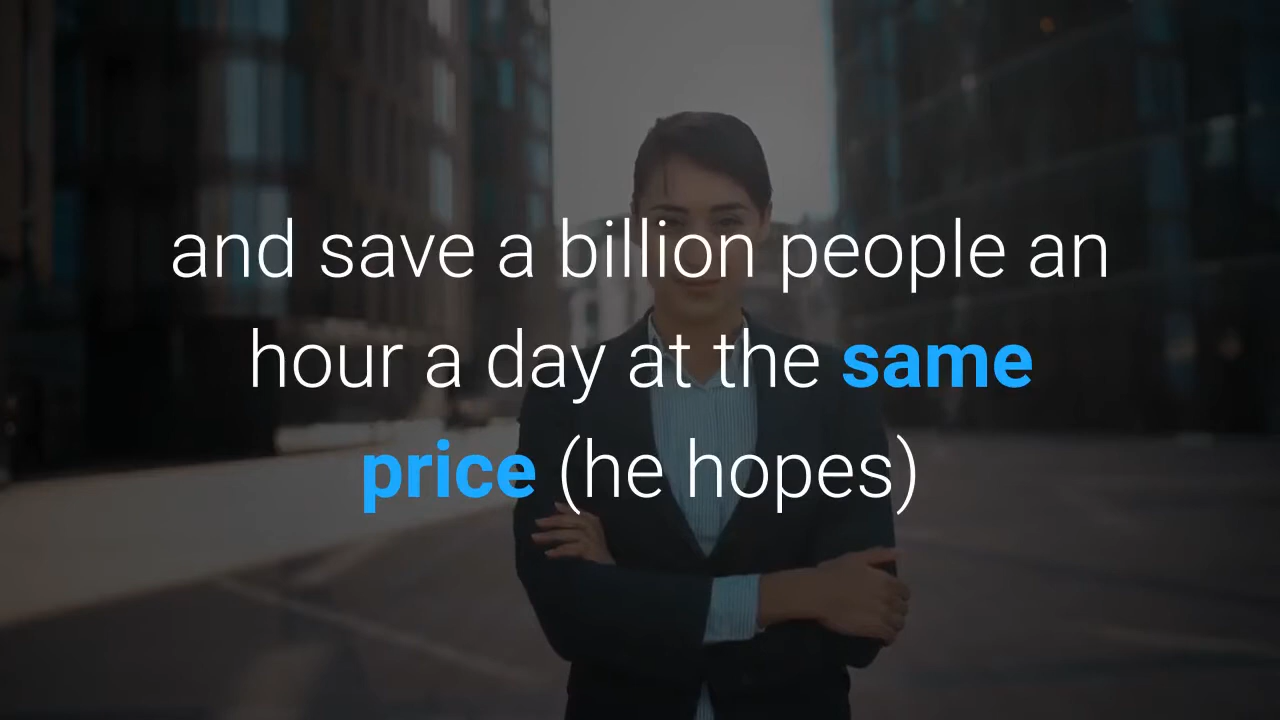 and save a billion people an
hour a day at the same
price (he hopes)